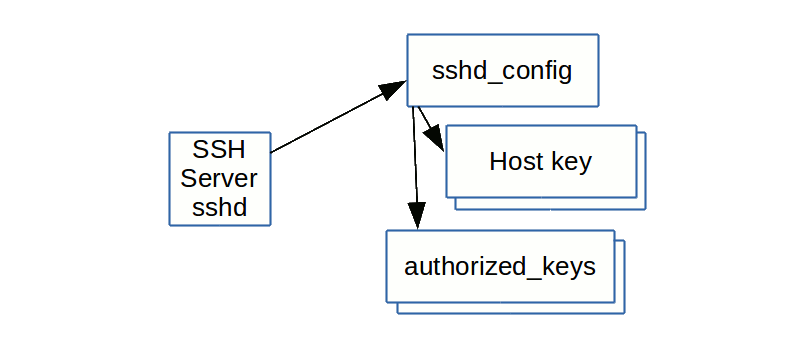 sshd_config
SSH
Server
sshd
Host key
authorized_keys